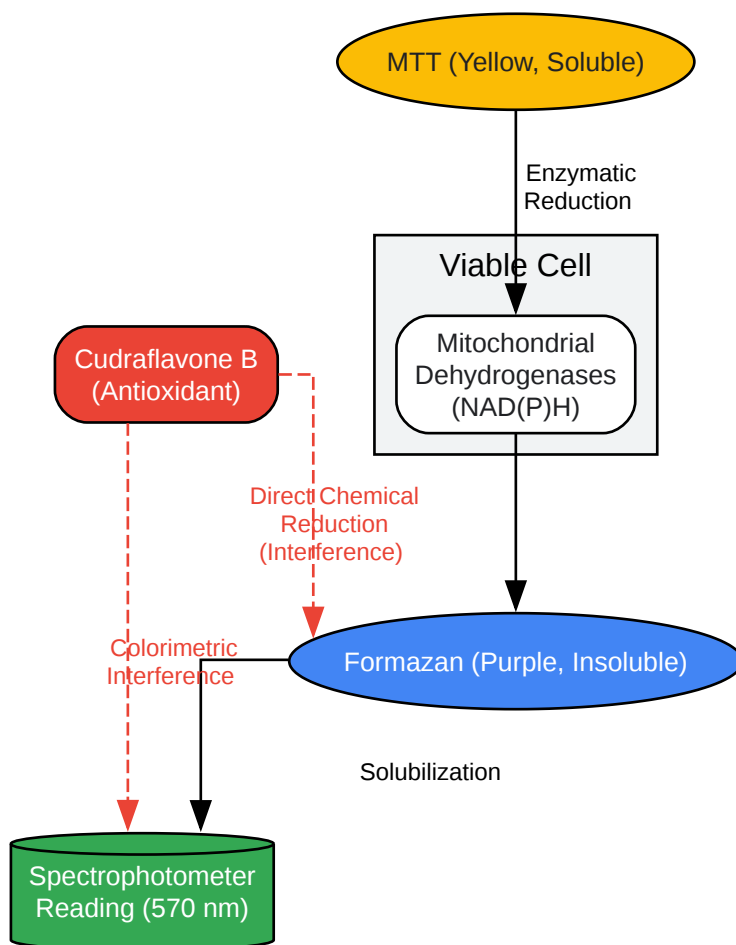 MTT (Yellow, Soluble)
Enzymatic
Reduction
Viable Cell
Mitochondrial
Dehydrogenases
(NAD(P)H)
Cudraflavone B
(Antioxidant)
Direct Chemical
Reduction
(Interference)
Colorimetric
Interference
Formazan (Purple, Insoluble)
Solubilization
Spectrophotometer
Reading (570 nm)